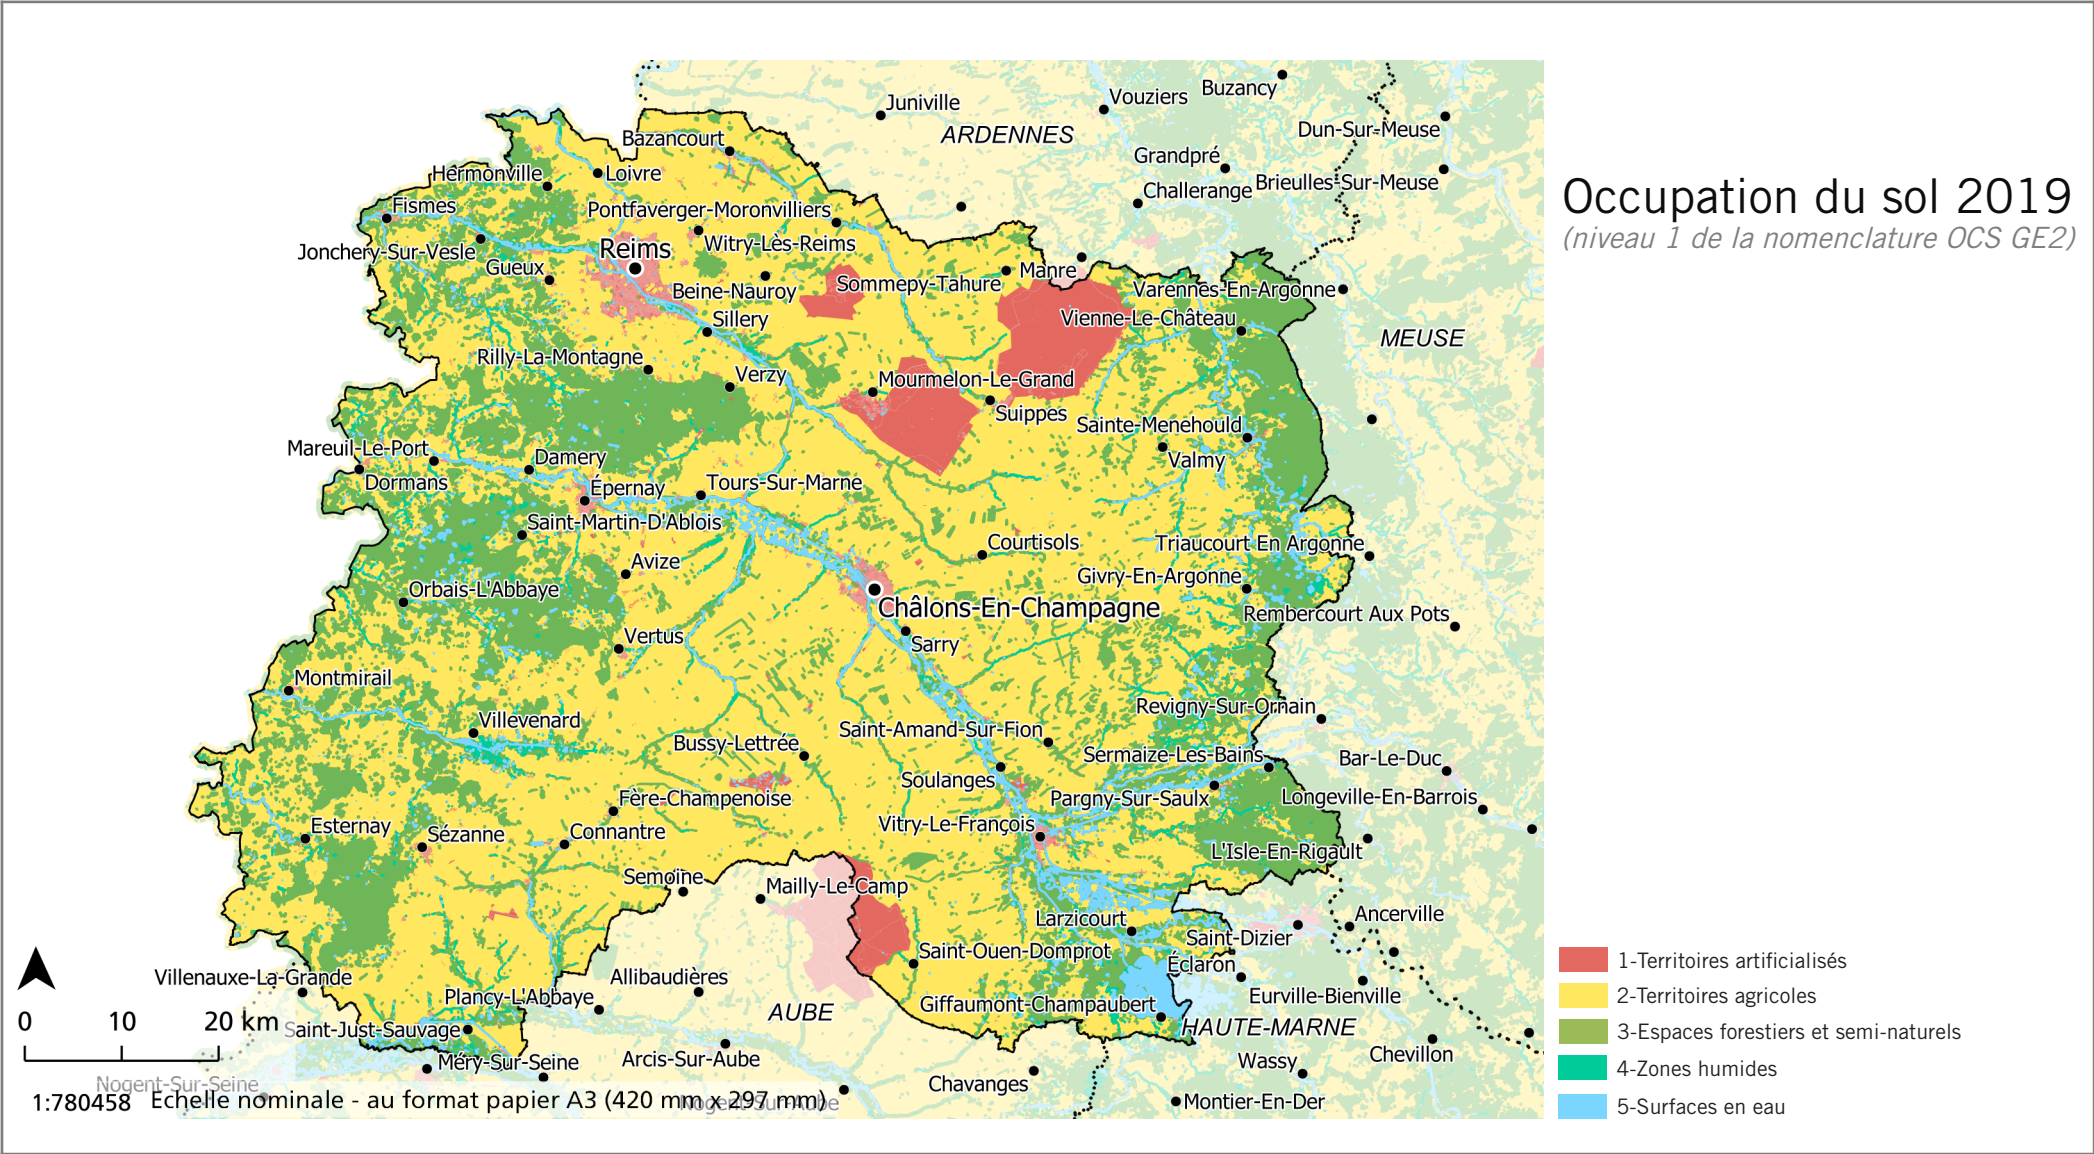 Occupation du sol 2019
(niveau 1 de la nomenclature OCS GE2)
Buzancy
Vouziers
Juniville
ARDENNES
Dun-Sur-Meuse
Bazancourt
Grandpré
Hermonville
Loivre
Challerange
Brieulles-Sur-Meuse
Fismes
Pontfaverger-Moronvilliers
Jonchery-Sur-Vesle
Reims
Witry-Lès-Reims
Gueux
Manre
Beine-Nauroy
Sommepy-Tahure
Varennes-En-Argonne
Sillery
Vienne-Le-Château
MEUSE
Rilly-La-Montagne
Verzy
Mourmelon-Le-Grand
Suippes
Sainte-Menehould
Mareuil-Le-Port
Damery
Valmy
Dormans
Épernay
Tours-Sur-Marne
Saint-Martin-D'Ablois
Courtisols
Triaucourt En Argonne
Avize
Givry-En-Argonne
Orbais-L'Abbaye
Châlons-En-Champagne
Rembercourt Aux Pots
Vertus
Sarry
Montmirail
Revigny-Sur-Ornain
Villevenard
Saint-Amand-Sur-Fion
Bussy-Lettrée
Sermaize-Les-Bains
Bar-Le-Duc
Soulanges
Fère-Champenoise
Pargny-Sur-Saulx
Longeville-En-Barrois
Esternay
Sézanne
Connantre
Vitry-Le-François
L'Isle-En-Rigault
Semoine
Mailly-Le-Camp
Larzicourt
Ancerville
Saint-Dizier
Saint-Ouen-Domprot
Éclaron
Villenauxe-La-Grande
Allibaudières
Plancy-L'Abbaye
Eurville-Bienville
AUBE
Giffaumont-Champaubert
HAUTE-MARNE
Saint-Just-Sauvage
Méry-Sur-Seine
Arcis-Sur-Aube
Wassy
Chevillon
Chavanges
Nogent-Sur-Seine
Nogent-Sur-Aube
Montier-En-Der
0 10 20 km
1:780458 Echelle nominale - au format papier A3 (420 mm x 297 mm)
1-Territoires artificialisés
2-Territoires agricoles
3-Espaces forestiers et semi-naturels
4-Zones humides
5-Surfaces en eau